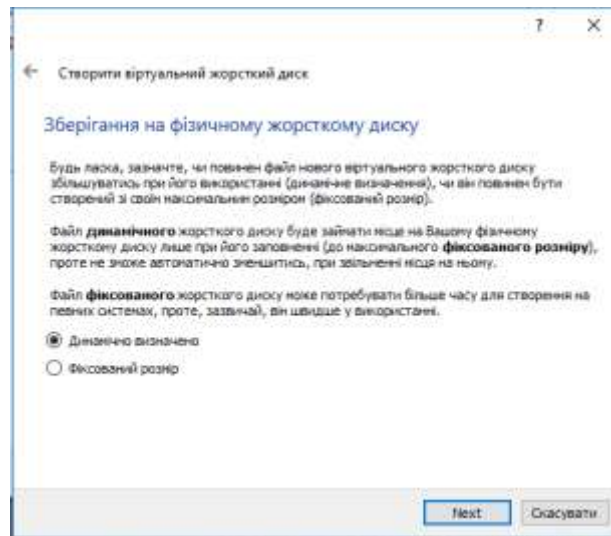 ?
Створити віртуальний жорсткий диск
Зберігання на фізичному жорсткому диску
Будь ласка, зазначте, чи повинен файл нового віртуального жорсткого диску
збільшуватись при його використанні (динамічне визначення), чи він повинен бути
створений зі своїм максимальним розміром (фіксований розмір).
Файл динамічного жорсткого диску буде займати місце на Вашому фізичному
жорсткому диску лише при його заповненні (до максимального фіксованого розміру),
проте не зможе автоматично зменшитись, при звільненні місця на ньому.
Файл фіксованого жорсткого диску може потребувати більше часу для створення на
певних системах, проте, зазвичай, він швидше у використанні.
Динамічно визначено
Фіксований розмір
Next Скасувати